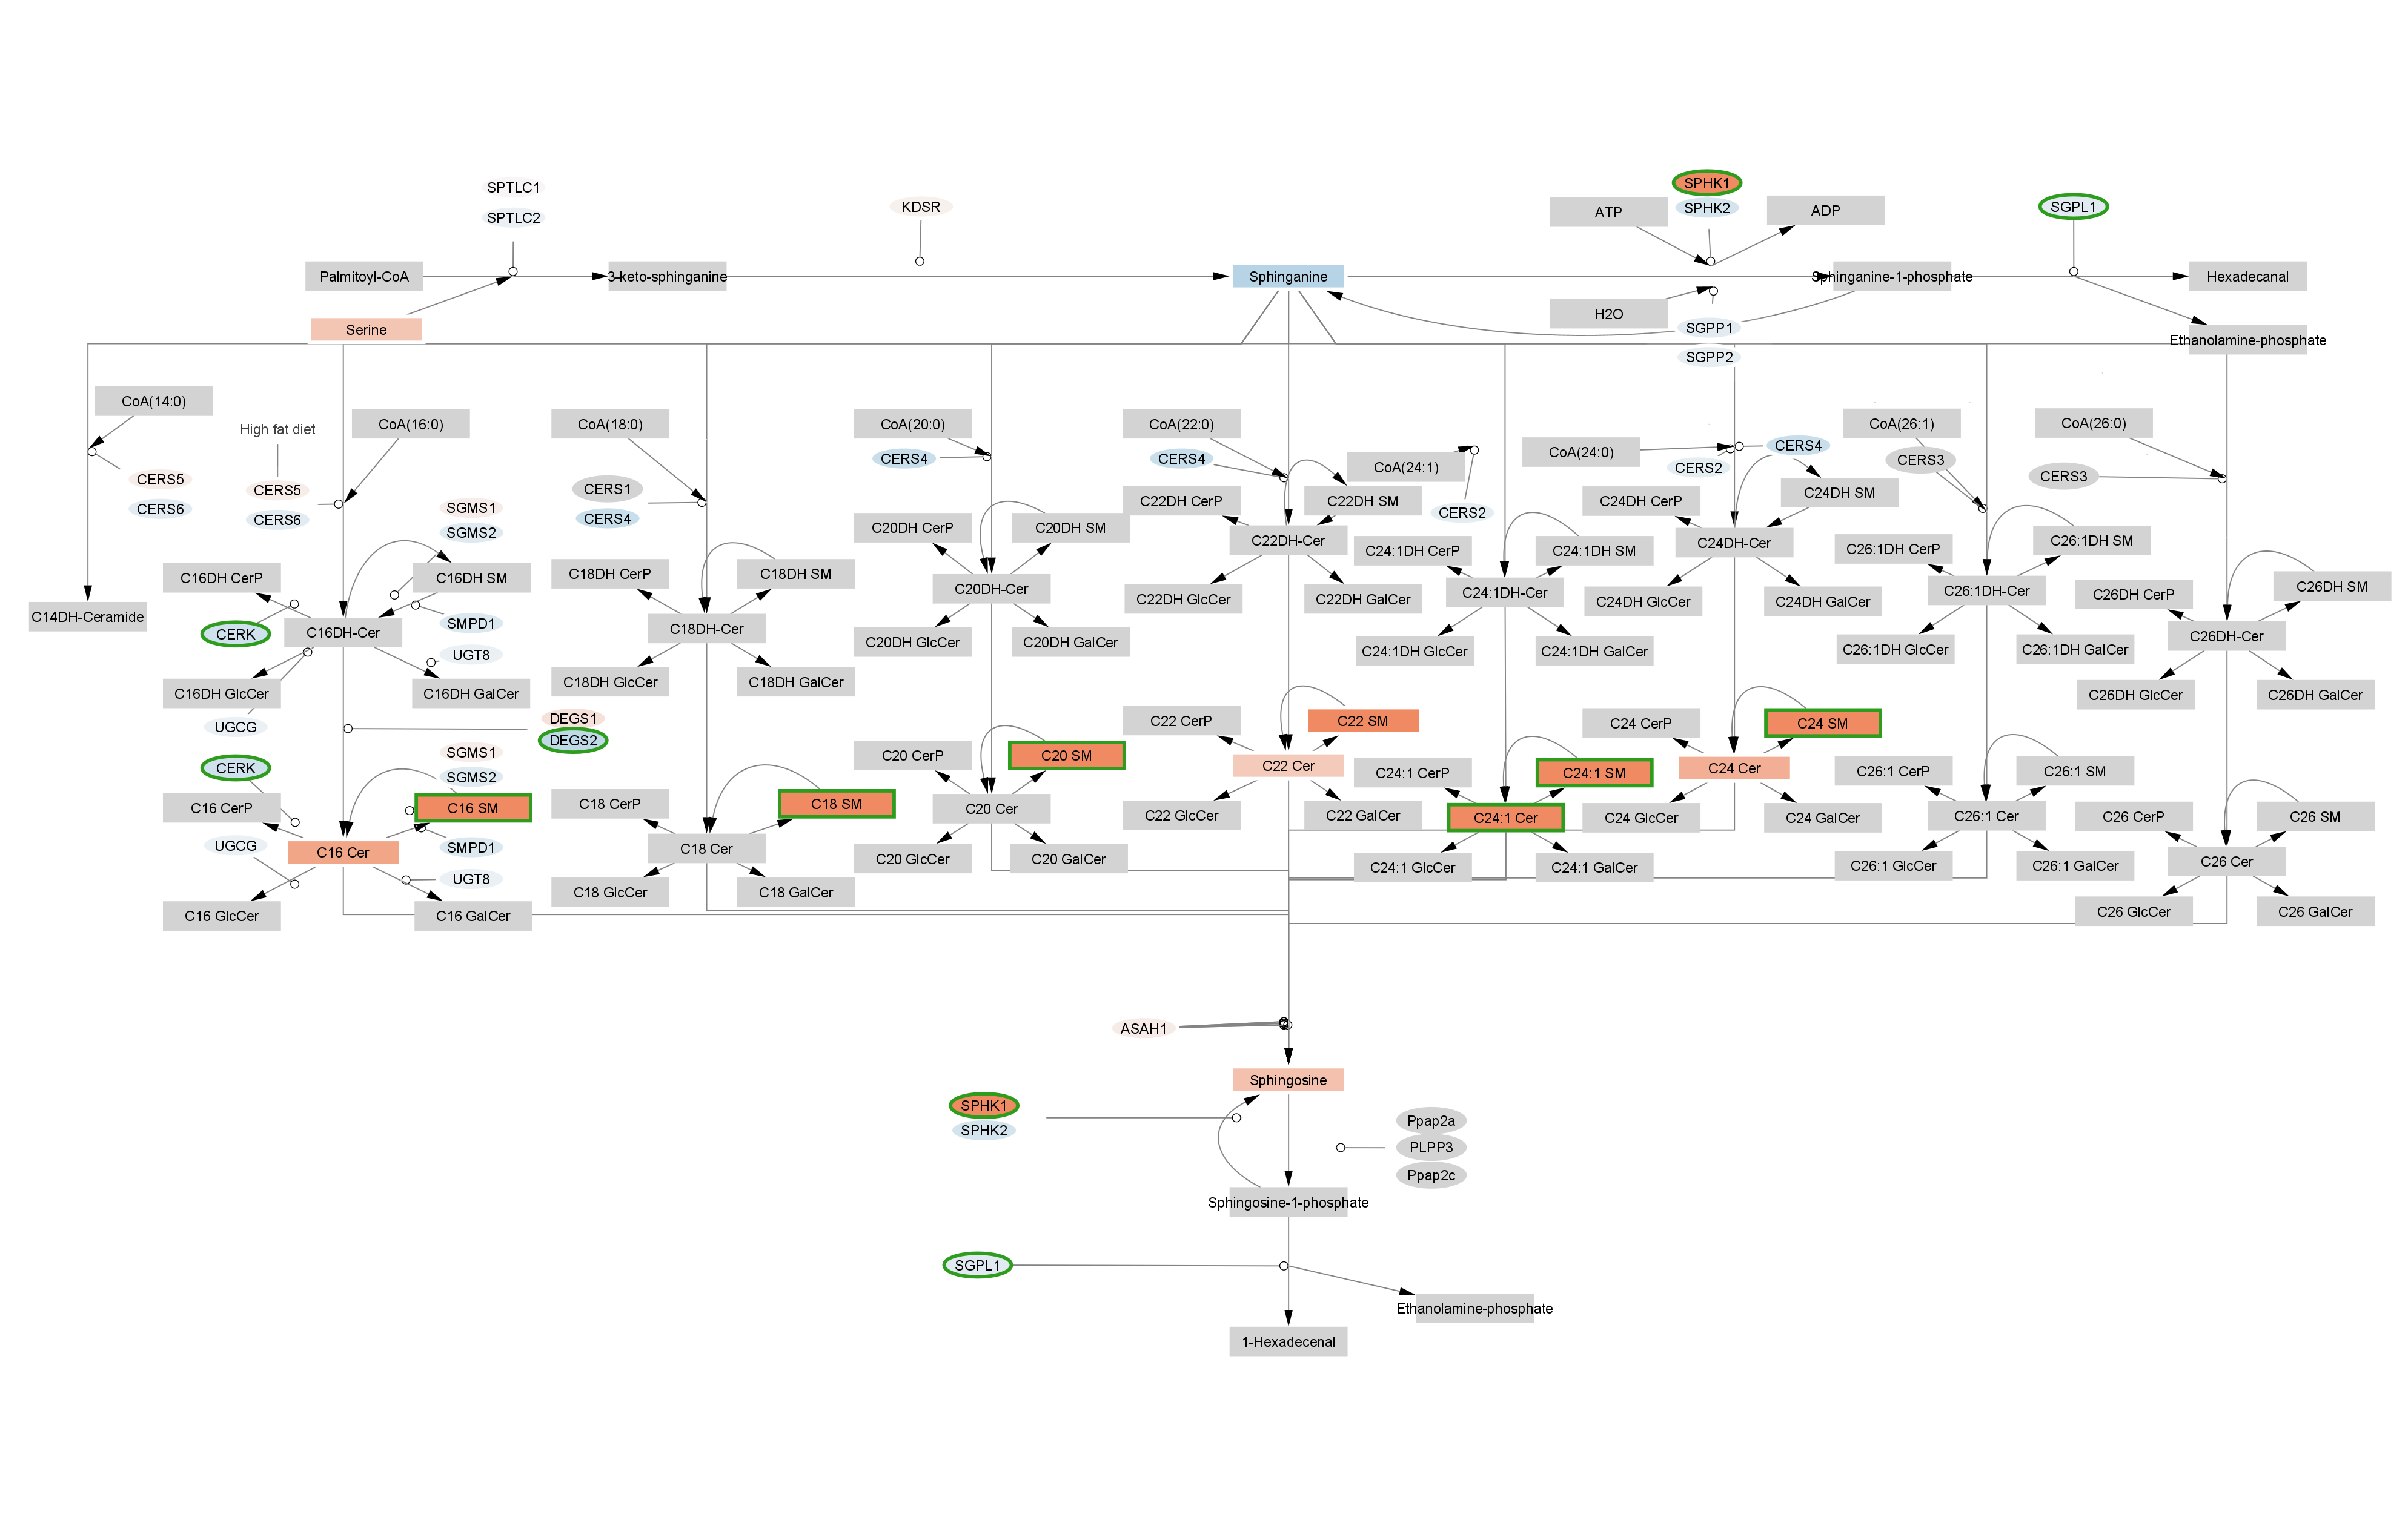 SPTLC1
SPTLC2
KDSR
SPHK1
SPHK2
ATP
ADP
SGPL1
Palmitoyl-CoA
3-keto-sphinganine
Sphinganine
Sphinganine-1-phosphate
Hexadecanal
Serine
H2O
SGPP1
SGPP2
Ethanolamine-phosphate
CoA(14:0)
High fat diet
CoA(16:0)
CoA(18:0)
CoA(20:0)
CoA(22:0)
CoA(24:1)
CoA(24:0)
CoA(26:1)
CoA(26:0)
CERS5
CERS6
CERS5
CERS6
SGMS1
SGMS2
CERS1
CERS4
CERS4
CERS4
CERS2
CERS2
CERS4
CERS3
CERS3
C14DH-Ceramide
C16DH CerP
C16DH SM
CERK
C16DH-Cer
SMPD1
UGT8
C16DH GlcCer
C16DH GalCer
UGCG
C18DH CerP
C18DH SM
C18DH-Cer
C18DH GlcCer
C18DH GalCer
C20DH CerP
C20DH SM
C20DH-Cer
C20DH GlcCer
C20DH GalCer
C22DH CerP
C22DH SM
C22DH-Cer
C22DH GlcCer
C22DH GalCer
C24:1DH CerP
C24:1DH SM
C24:1DH-Cer
C24:1DH GlcCer
C24:1DH GalCer
C24DH CerP
C24DH SM
C24DH-Cer
C24DH GlcCer
C24DH GalCer
C26:1DH CerP
C26:1DH SM
C26:1DH-Cer
C26:1DH GlcCer
C26:1DH GalCer
C26DH CerP
C26DH SM
C26DH-Cer
C26DH GlcCer
C26DH GalCer
DEGS1
DEGS2
CERK
SGMS1
SGMS2
C16 CerP
C16 SM
UGCG
C16 Cer
SMPD1
UGT8
C16 GlcCer
C16 GalCer
C18 CerP
C18 SM
C18 Cer
C18 GlcCer
C18 GalCer
C20 CerP
C20 SM
C20 Cer
C20 GlcCer
C20 GalCer
C22 CerP
C22 SM
C22 Cer
C22 GlcCer
C22 GalCer
C24:1 CerP
C24:1 SM
C24:1 Cer
C24:1 GlcCer
C24:1 GalCer
C24 CerP
C24 SM
C24 Cer
C24 GlcCer
C24 GalCer
C26:1 CerP
C26:1 SM
C26:1 Cer
C26:1 GlcCer
C26:1 GalCer
C26 CerP
C26 SM
C26 Cer
C26 GlcCer
C26 GalCer
ASAH1
Sphingosine
SPHK1
SPHK2
Ppap2a
PLPP3
Ppap2c
Sphingosine-1-phosphate
SGPL1
Ethanolamine-phosphate
1-Hexadecenal